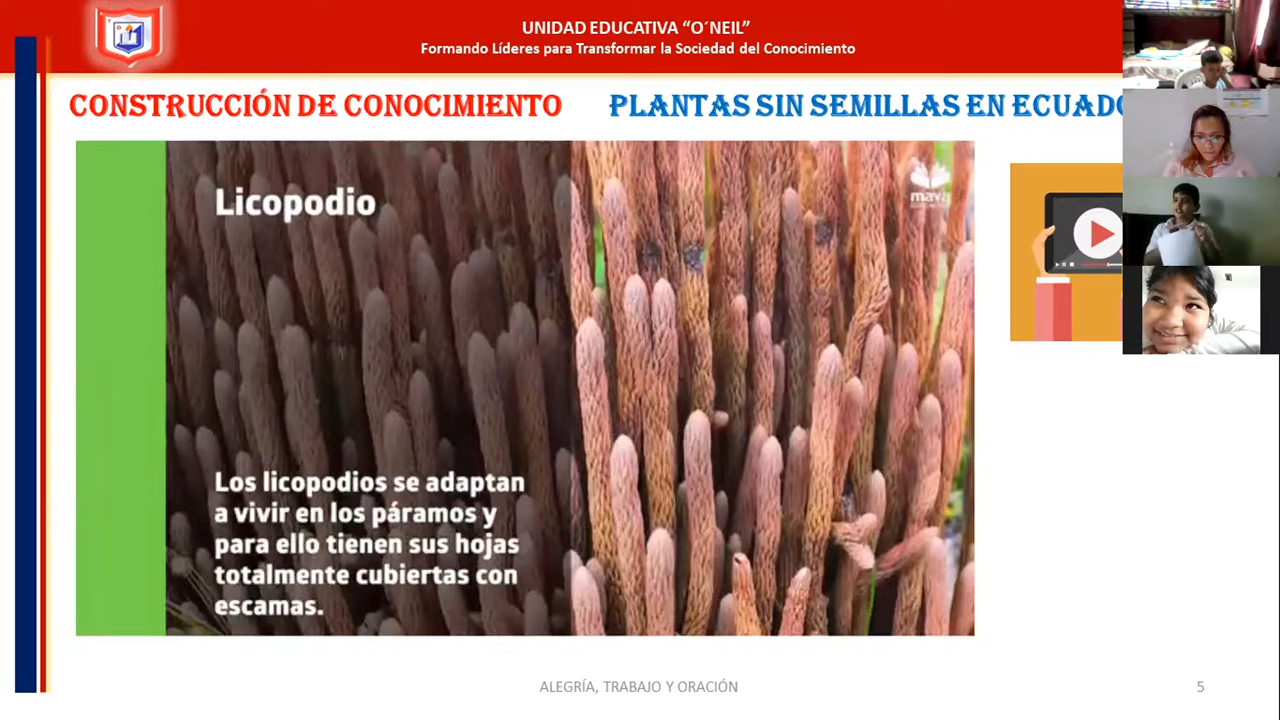 UNIDAD EDUCATIVA “O´NEIL”
Formando Líderes para Transformar la Sociedad del Conocimiento
CONSTRUCCIÓN DE CONOCIMIENTO
PLANTAS SIN SEMILLAS EN ECUADO
Licopodio
Los licopodios se adaptan
a vivir en los páramos y
para ello tienen sus hojas
totalmente cubiertas con
escamas.
ALEGRÍA, TRABAJO Y ORACIÓN
5